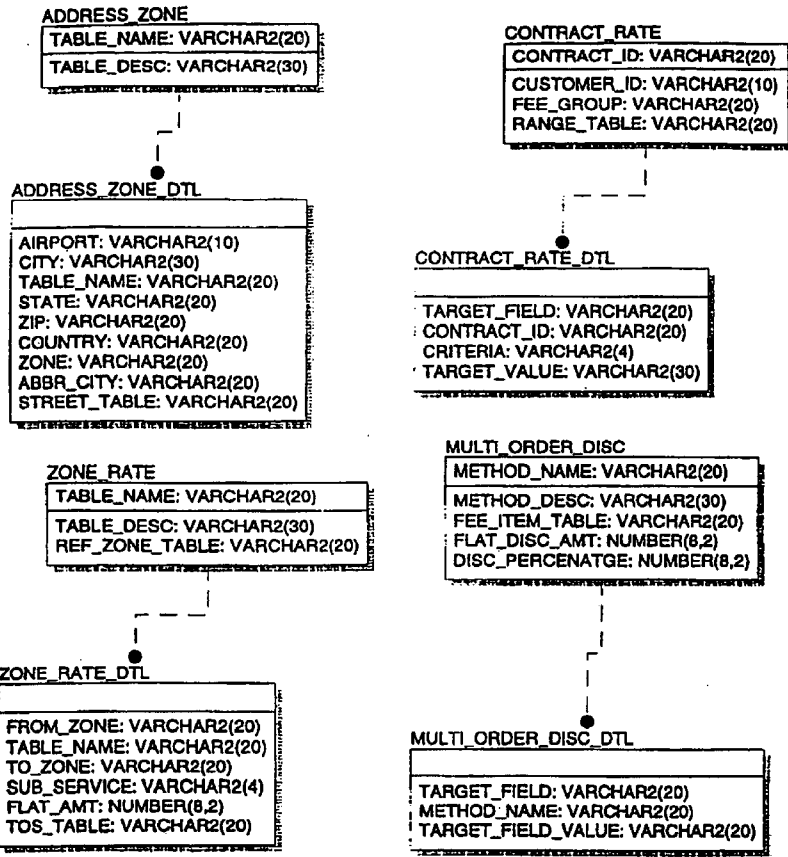 ADDRESS_ZONE
TABLE_NAME: VARCHAR2(20)
TABLE_DESC: VARCHAR2(30)
ADDRESS_ZONE_DTL
AIRPORT: VARCHAR2(10)
CITY: VARCHAR2(30)
TABLE_NAME: VARCHAR2(20)
STATE: VARCHAR2(20)
ZIP: VARCHAR2(20)
COUNTRY: VARCHAR2(20)
ZONE: VARCHAR2(20)
ABBR_CITY: VARCHAR2(20)
STREET_TABLE: VARCHAR2(20)
ZONE_RATE
TABLE_NAME: VARCHAR2(20)
TABLE_DESC: VARCHAR2(30)
REF_ZONE_TABLE: VARCHAR2(20)
ZONE_RATE_DTL
FROM_ZONE: VARCHAR2(20)
TABLE_NAME: VARCHAR2(20)
TO_ZONE: VARCHAR2(20)
SUB_SERVICE: VARCHAR2(4)
FLAT_AMT: NUMBER(8,2)
TOS_TABLE: VARCHAR2(20)
CONTRACT_RATE
CONTRACT_ID: VARCHAR2(20)
CUSTOMER_ID: VARCHAR2(10)
FEE_GROUP: VARCHAR2(20)
RANGE_TABLE: VARCHAR2(20)
CONTRACT_RATE_DTL
TARGET_FIELD: VARCHAR2(20)
CONTRACT_ID: VARCHAR2(20)
CRITERIA: VARCHAR2(4)
TARGET_VALUE: VARCHAR2(30)
MULTI_ORDER_DISC
METHOD_NAME: VARCHAR2(20)
METHOD_DESC: VARCHAR2(30)
FEE_ITEM_TABLE: VARCHAR2(20)
FLAT_DISC_AMT: NUMBER(6,2)
DISC_PERCENATGE: NUMBER(8,2)
MULTI_ORDER_DISC_DTL
TARGET_FIELD: VARCHAR2(20)
METHOD_NAME: VARCHAR2(20)
TARGET_FIELD_VALUE: VARCHAR2(20)